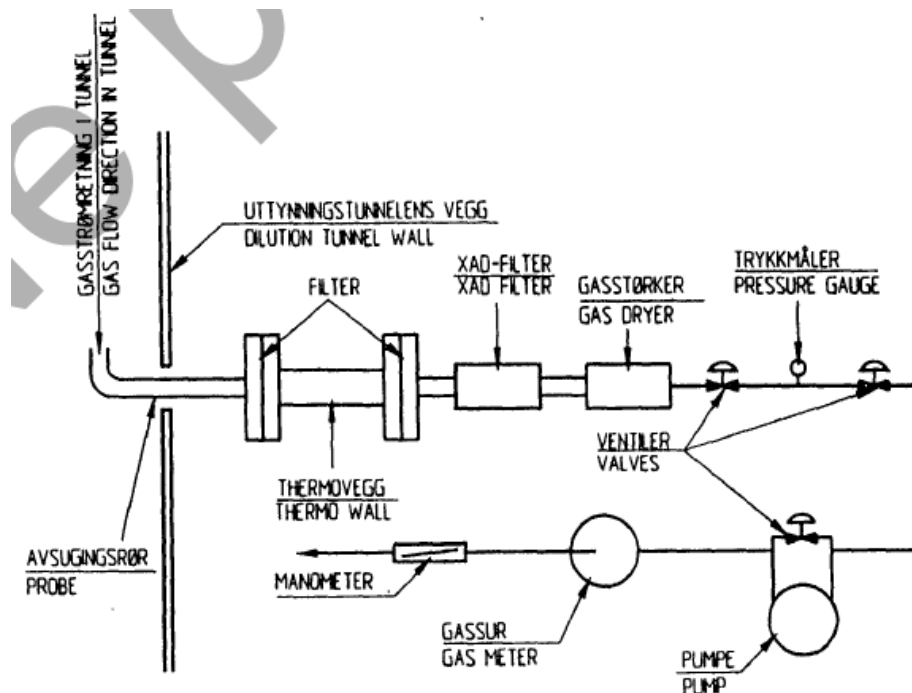 GASSTRØMRETNING I TUNNEL
GAS FLOW DIRECTION IN TUNNEL
UTTYNNINGSTUNNELENS VEGG
DILUTION TUNNEL WALL
FILTER
XAD-FILTER
XAD FILTER
GASSTØRKER
GAS DRYER
TRYKKMÅLER
PRESSURE GAUGE
VENTILER
VALVES
THERMOVEGG
THERMO WALL
AVSUGINGSRØR
PROBE
MANOMETER
GASSUR
GAS METER
PUMPE
PUMP